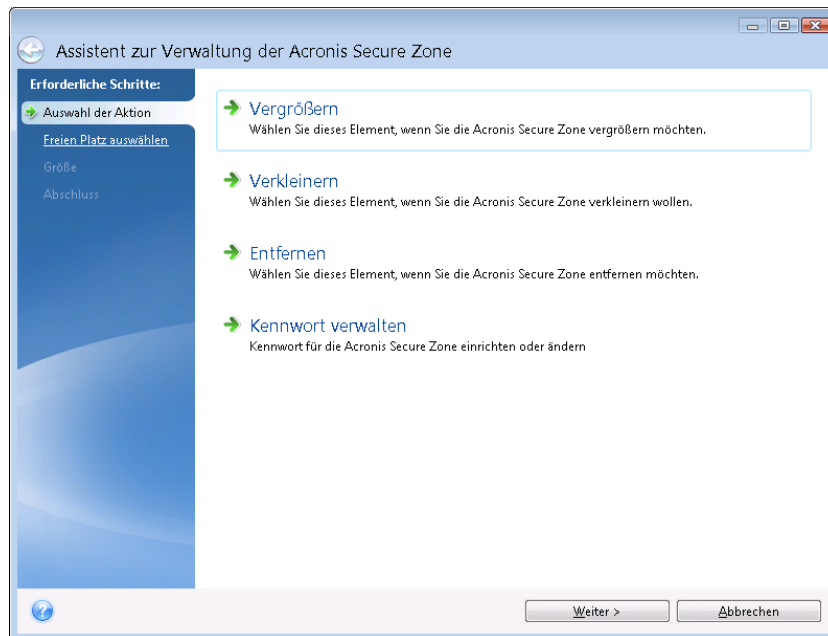 Assistent zur Verwaltung der Acronis Secure Zone
Erforderliche Schritte:
Auswahl der Aktion
Freien Platz auswählen
Größe
Abschluss
Vergrößern
Wählen Sie dieses Element, wenn Sie die Acronis Secure Zone vergrößern möchten.
Verkleinern
Wählen Sie dieses Element, wenn Sie die Acronis Secure Zone verkleinern wollen.
Entfernen
Wählen Sie dieses Element, wenn Sie die Acronis Secure Zone entfernen möchten.
Kennwort verwalten
Kennwort für die Acronis Secure Zone einrichten oder ändern
?
Weiter >
Abbrechen